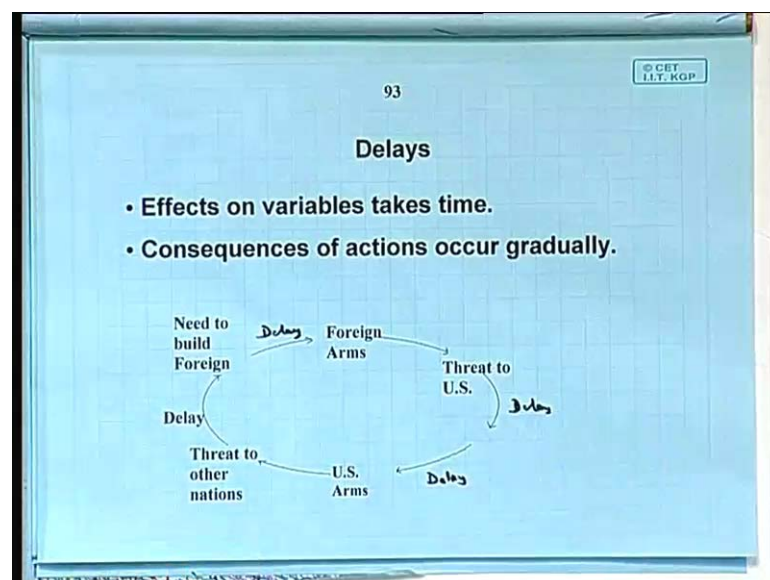 © CET
I.I.T. KGP
93
Delays
• Effects on variables takes time.
• Consequences of actions occur gradually.
Need to
build
Foreign
Delay
Foreign
Arms
Threat to
U.S.
Delay
Delay
Threat to
other
nations
U.S.
Arms
Delay